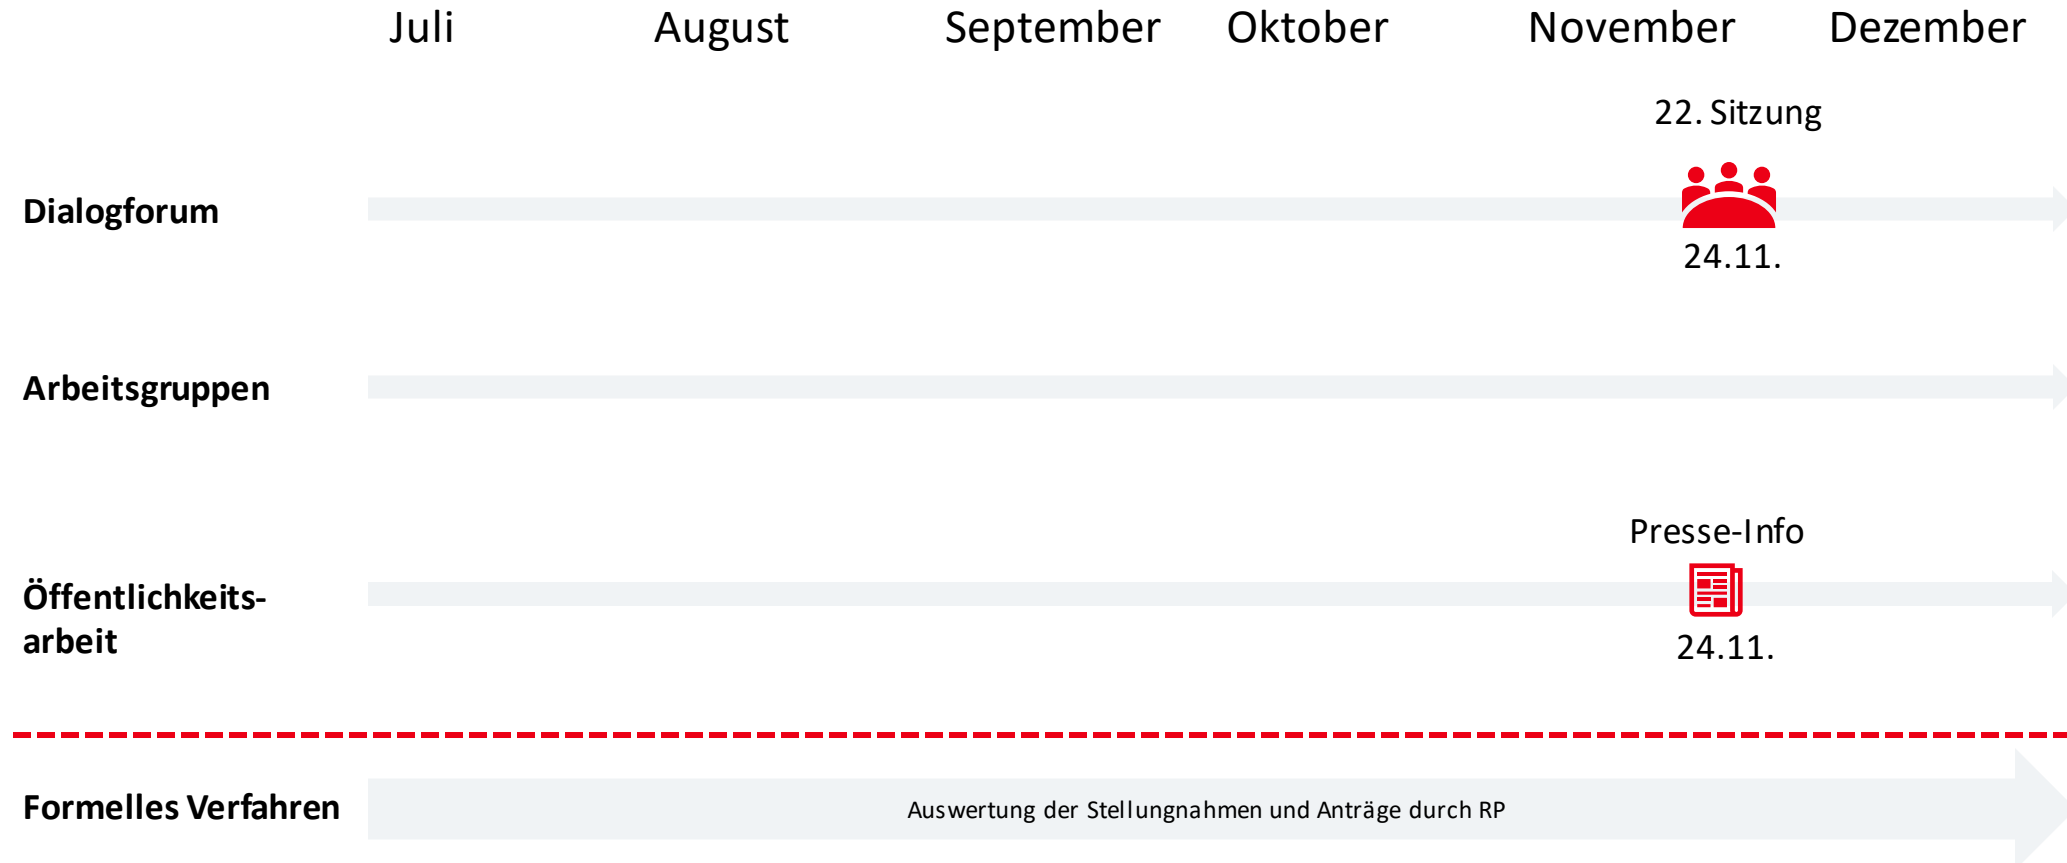 Juli August September Oktober November Dezember
22. Sitzung
Dialogforum
24.11.
Arbeitsgruppen
Presse-Info
Öffentlichkeits-
arbeit
24.11.
Formelles Verfahren
Auswertung der Stellungnahmen und Anträge durch RP